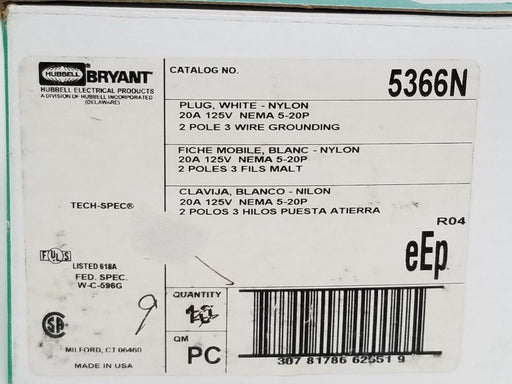 HUBBELL BRYANT
HUBBELL ELECTRICAL PRODUCTS
A DIVISION OF HUBBELL INCORPORATED
(DELAWARE)
CATALOG NO.
5366N
PLUG, WHITE - NYLON
20A 125V NEMA 5-20P
2 POLE 3 WIRE GROUNDING
FICHE MOBILE, BLANC - NYLON
20A 125V NEMA 5-20P
2 POLES 3 FILS MALT
CLAVIJA, BLANCO - NILON
20A 125V NEMA 5-20P
2 POLOS 3 HILOS PUESTA ATIERRA
TECH-SPEC®
R04
eEp
F UL S
LISTED 618A
FED. SPEC.
W-C-596G
9
QUANTITY
QM
PC
MILFORD, CT 06460
MADE IN USA
30781786 62551 9